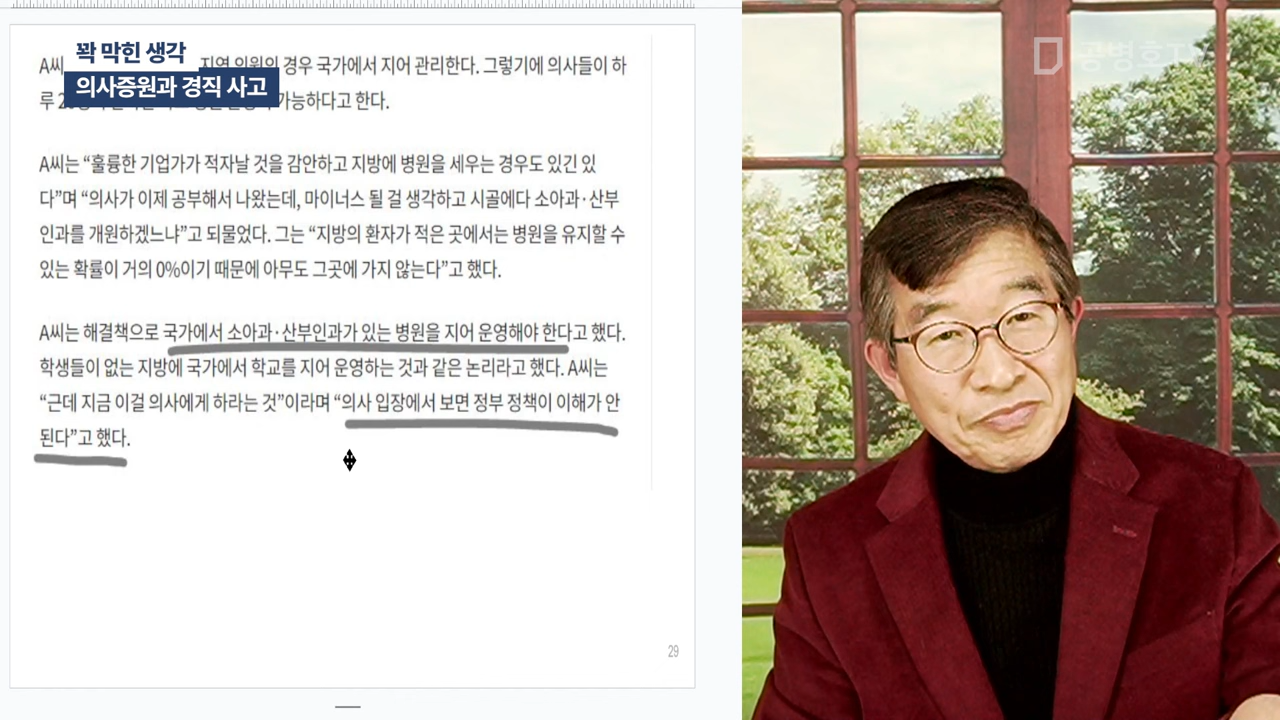 꽉 막힌 생각
의사증원과 경직 사고
A씨 지역 의원의 경우 국가에서 지어 관리한다. 그렇기에 의사들이 하
루 가능하다고 한다.
A씨는 “훌륭한 기업가가 적자날 것을 감안하고 지방에 병원을 세우는 경우도 있긴 있
다”며 “의사가 이제 공부해서 나왔는데, 마이너스 될 걸 생각하고 시골에다 소아과·산부
인과를 개원하겠느냐”고 되물었다. 그는 “지방의 환자가 적은 곳에서는 병원을 유지할 수
있는 확률이 거의 0%이기 때문에 아무도 그곳에 가지 않는다”고 했다.
A씨는 해결책으로 국가에서 소아과·산부인과가 있는 병원을 지어 운영해야 한다고 했다.
학생들이 없는 지방에 국가에서 학교를 지어 운영하는 것과 같은 논리라고 했다. A씨는
“근데 지금 이걸 의사에게 하라는 것”이라며 “의사 입장에서 보면 정부 정책이 이해가 안
된다”고 했다.
29
공병호TV